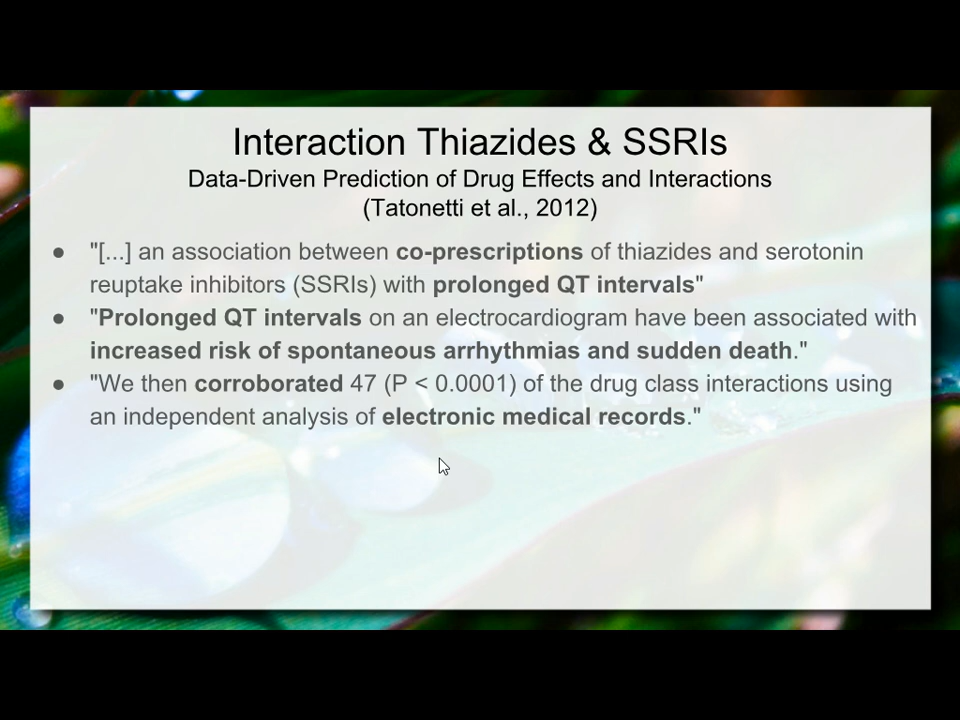 Interaction Thiazides & SSRIs
Data-Driven Prediction of Drug Effects and Interactions
(Tatonetti et al., 2012)
● "[...] an association between co-prescriptions of thiazides and serotonin
reuptake inhibitors (SSRIs) with prolonged QT intervals"
● "Prolonged QT intervals on an electrocardiogram have been associated with
increased risk of spontaneous arrhythmias and sudden death."
● "We then corroborated 47 (P < 0.0001) of the drug class interactions using
an independent analysis of electronic medical records."